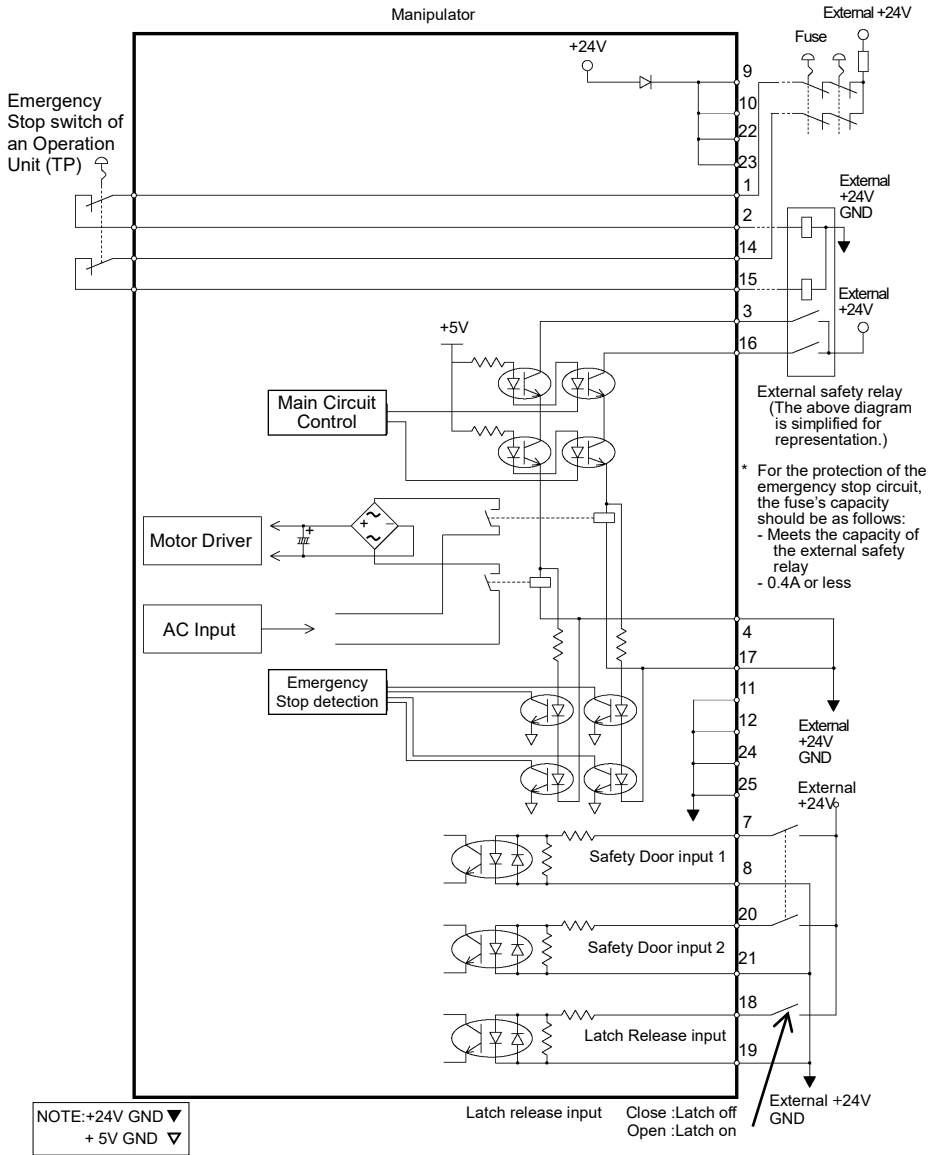 Manipulator
External +24V
Fuse
+24V
9
10
22
23
Emergency
Stop switch of
an Operation
Unit (TP)
1
2
14
15
3
16
External
+24V
GND
External
+24V
+5V
Main Circuit
Control
External safety relay
(The above diagram
is simplified for
representation.)
* For the protection of the
emergency stop circuit,
the fuse's capacity
should be as follows:
- Meets the capacity of
the external safety
relay
- 0.4A or less
Motor Driver
+
-
+
AC Input
4
17
Emergency
Stop detection
11
12
24
25
External
+24V
GND
External
+24V
7
Safety Door input 1
8
20
Safety Door input 2
21
18
Latch Release input
19
External +24V
GND
Latch release input
Close :Latch off
Open :Latch on
NOTE:+24V GND ▼
+ 5V GND ▽